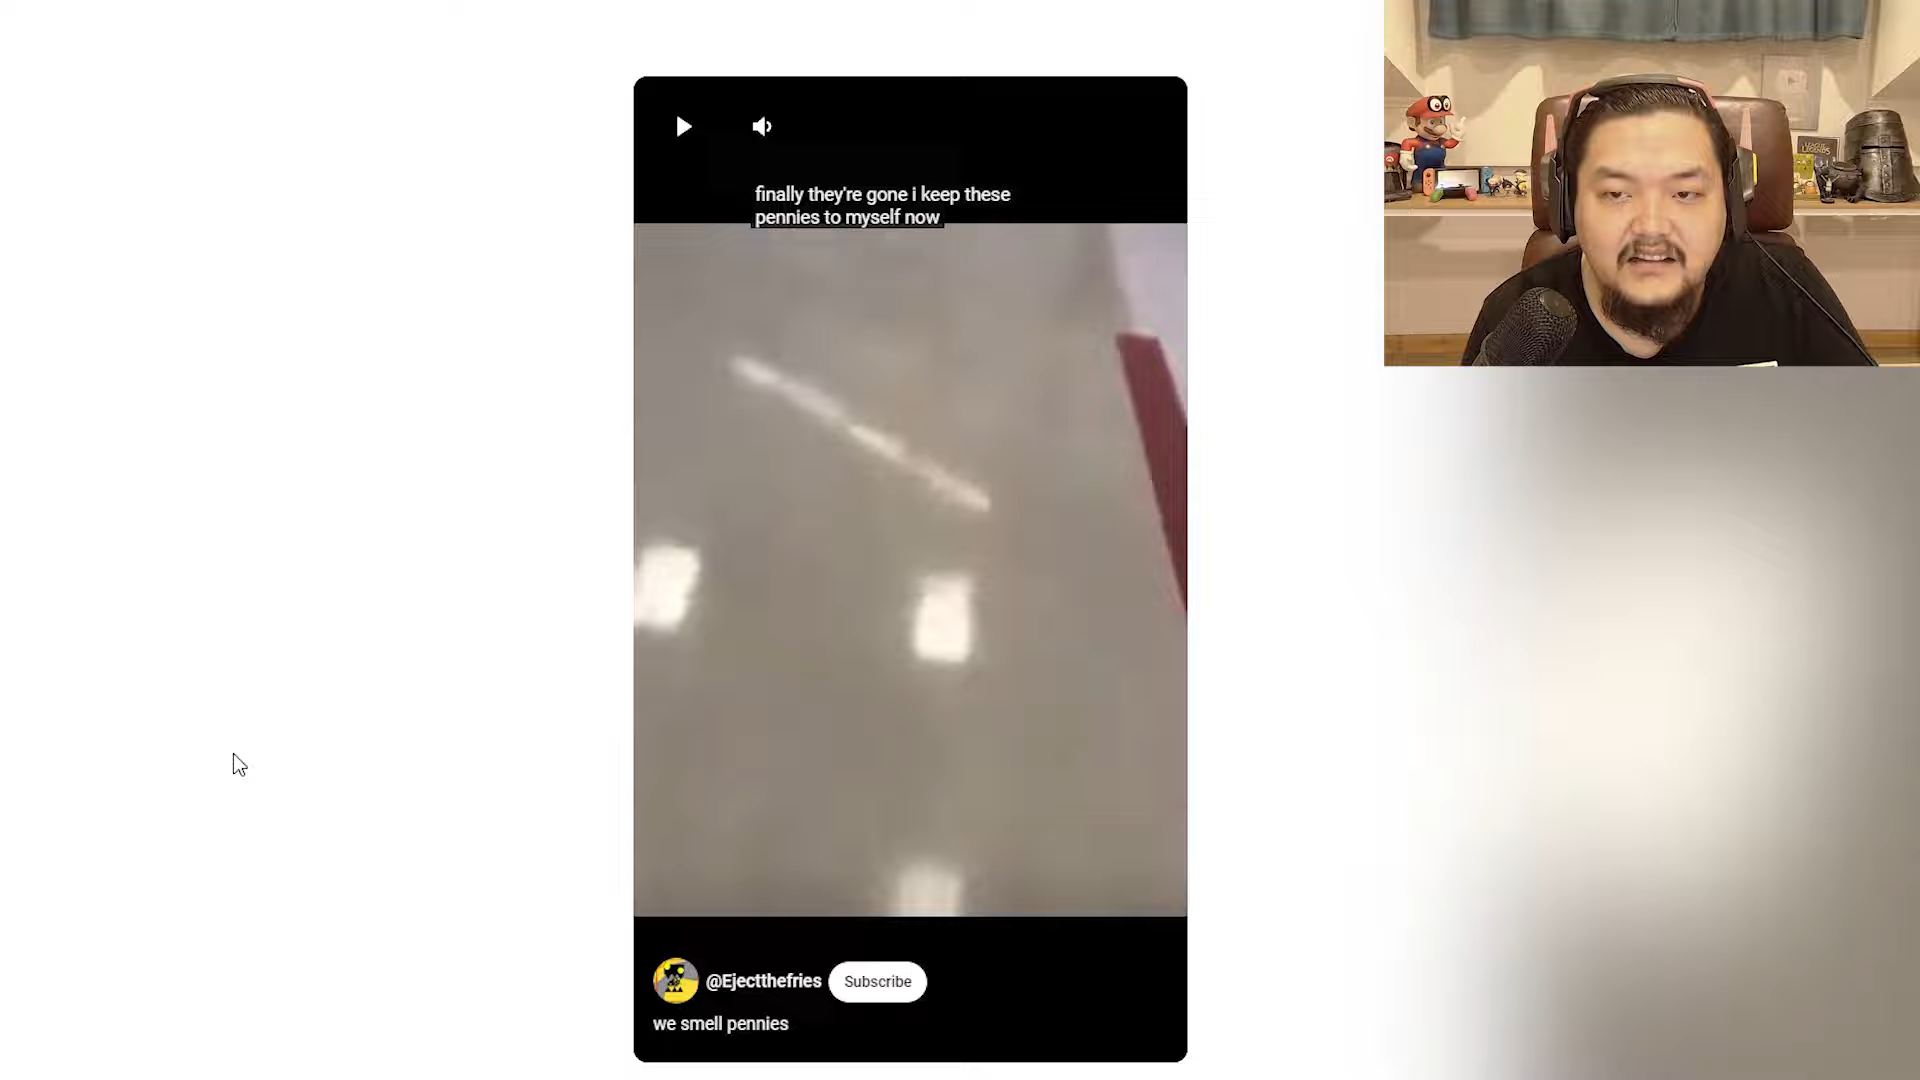 finally they're gone i keep these
pennies to myself now
@Ejectthefries
Subscribe
we smell pennies